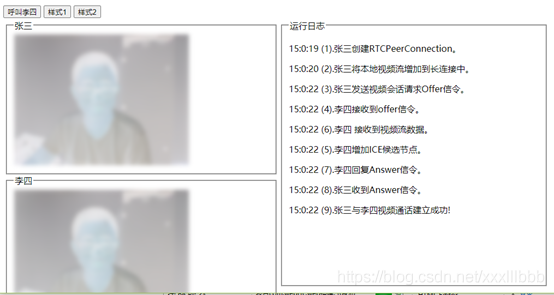 呼叫李四 样式1 样式2
张三
李四
运行日志
15:0:19 (1).张三创建RTCPeerConnection。
15:0:20 (2).张三将本地视频流增加到长连接中。
15:0:22 (3).张三发送视频会话请求Offer信令。
15:0:22 (4).李四接收到offer信令。
15:0:22 (6).李四 接收到视频流数据。
15:0:22 (5).李四增加ICE候选节点。
15:0:22 (7).李四回复Answer信令。
15:0:22 (8).张三收到Answer信令。
15:0:22 (9).张三与李四视频通话建立成功!
https://blog.csdn.net/xxxlllbbb